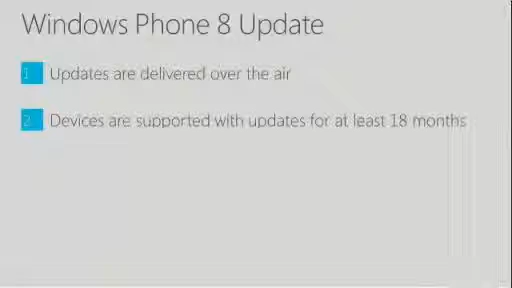 Windows Phone 8 Update
1 Updates are delivered over the air
2 Devices are supported with updates for at least 18 months